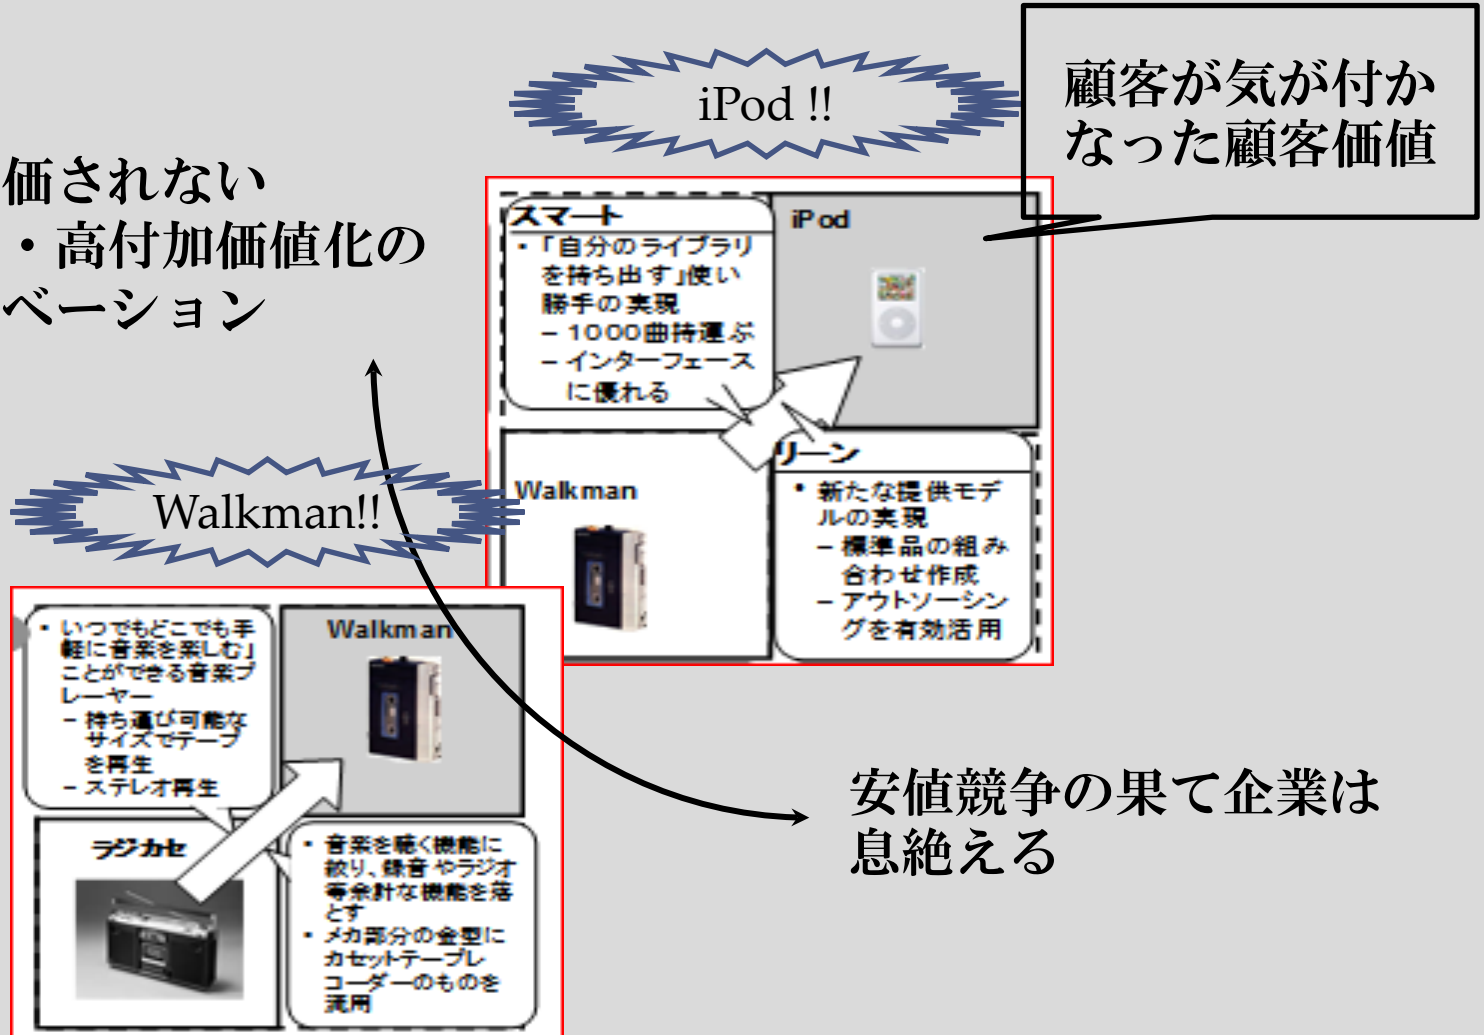 iPod !!
顧客が気が付か
なった顧客価値
価されない
・高付加価値化の
ベーション
スマート
・「自分のライブラリ
を持ち出す」使い
勝手の実現
– 1000曲持運ぶ
– インターフェース
に優れる
iPod
Walkman
リーン
・ 新たな提供モデ
ルの実現
– 標準品の組み
合わせ作成
– アウトソーシン
グを有効活用
Walkman!!
・ いつでもどこでも手
軽に音楽を楽しむ」
ことができる音楽プ
レーヤー
– 持ち運び可能な
サイズでテープ
を再生
– ステレオ再生
Walkman
ラジカセ
・ 音楽を聴く機能に
絞り、録音やラジオ
等余計な機能を落
とす
・ メカ部分の金型に
カセットテープレ
コーダーのものを
流用
安値競争の果て企業は
息絶える